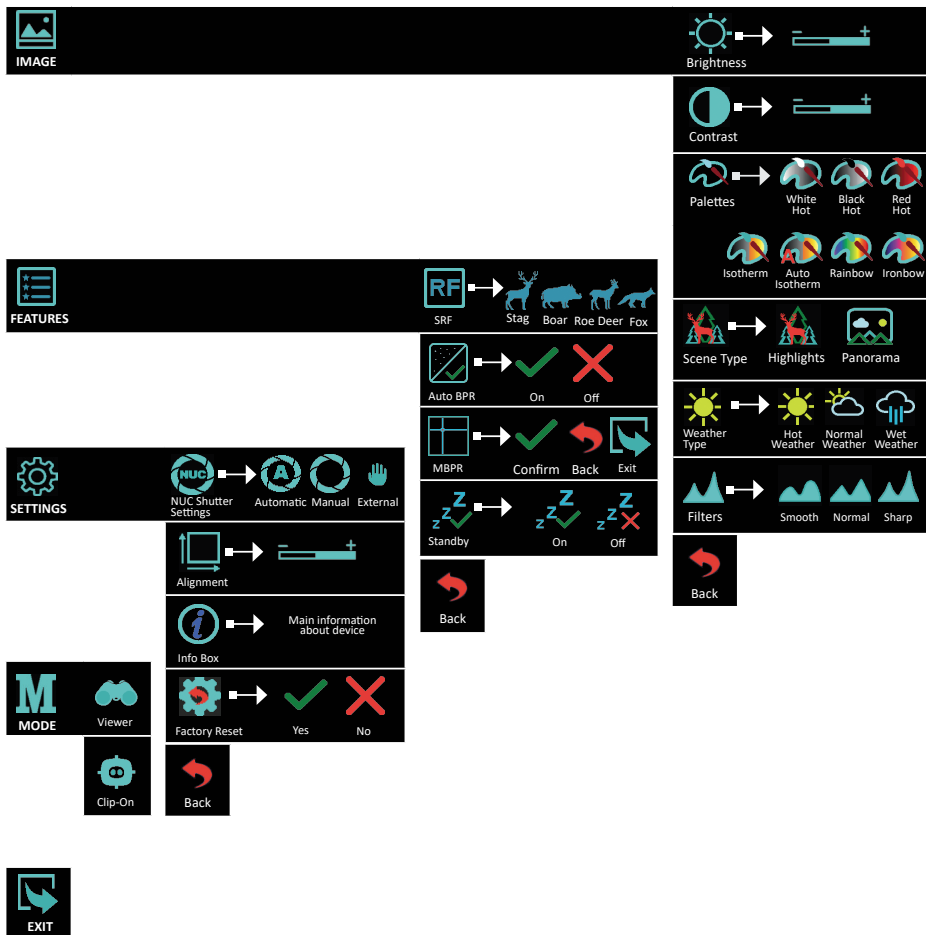 IMAGE
Brightness
- +
Contrast
- +
Palettes
White Hot
Black Hot
Red Hot
Isotherm
Auto Isotherm
A
Rainbow
Ironbow
Scene Type
Highlights
Panorama
Weather Type
Hot Weather
Normal Weather
Wet Weather
Filters
Smooth
Normal
Sharp
Back
FEATURES
RF
SRF
Stag
Boar
Roe Deer
Fox
Auto BPR
On
Off
MBPR
Confirm
Back
Exit
z z z z
Standby
z z z z
On
z z z
Off
Back
SETTINGS
NUC
NUC Shutter Settings
A
Automatic
Manual
External
Alignment
- +
i
Info Box
Main information
about device
Factory Reset
Yes
No
Back
M
MODE
Viewer
Clip-On
EXIT